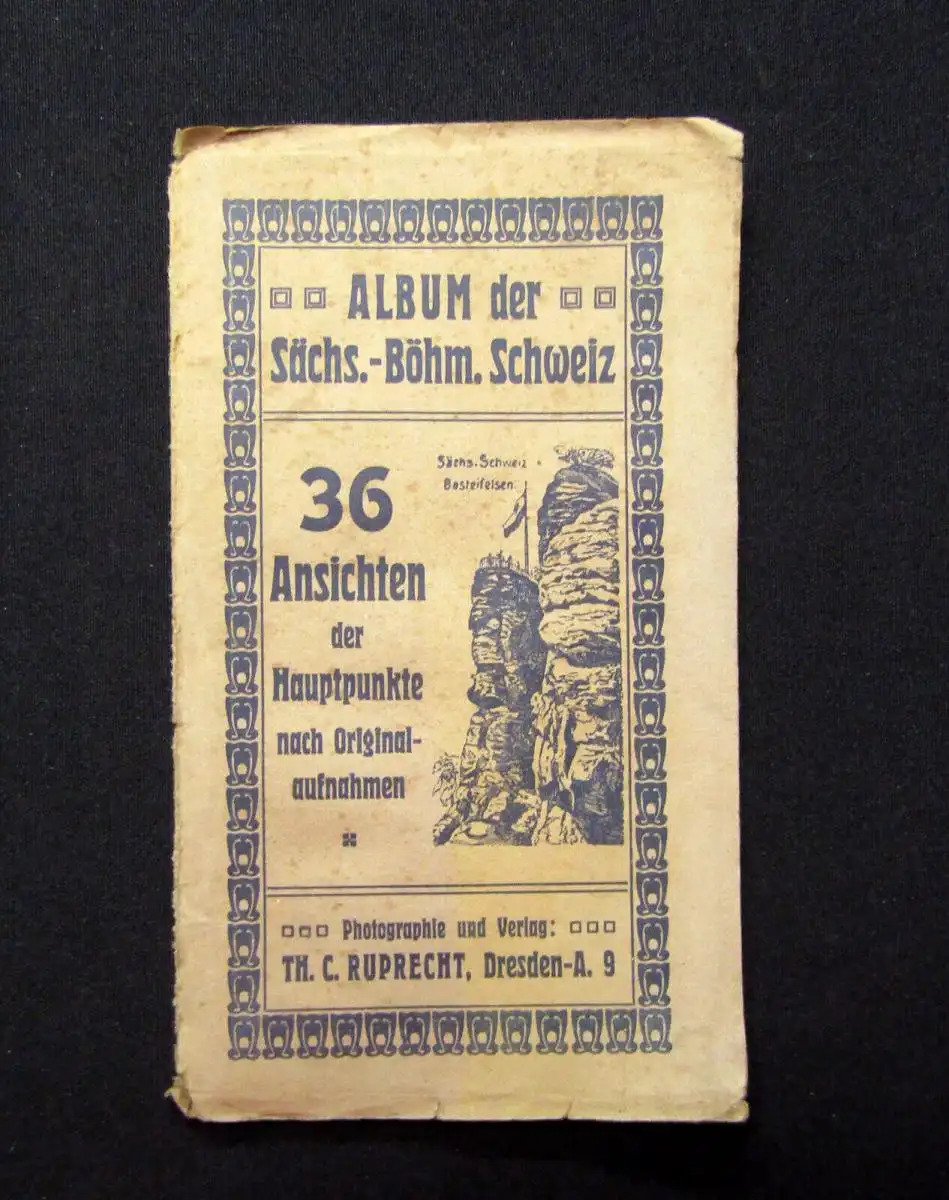 ALBUM der
Sächs.-Böhm. Schweiz
36
Ansichten
der
Hauptpunkte
nach Original-
aufnahmen
Sächs. Schweiz
Basteifelsen
Photographie und Verlag:
TH. C. RUPRECHT, Dresden-A. 9